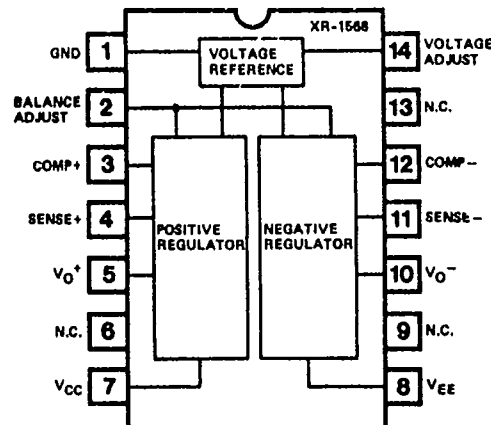 XR-1568
GND 1
VOLTAGE REFERENCE
14 VOLTAGE ADJUST
BALANCE ADJUST 2
13 N.C.
COMP+ 3
12 COMP−
SENSE+ 4
11 SENSE−
POSITIVE REGULATOR
NEGATIVE REGULATOR
VO+ 5
10 VO−
N.C. 6
9 N.C.
VCC 7
8 VEE